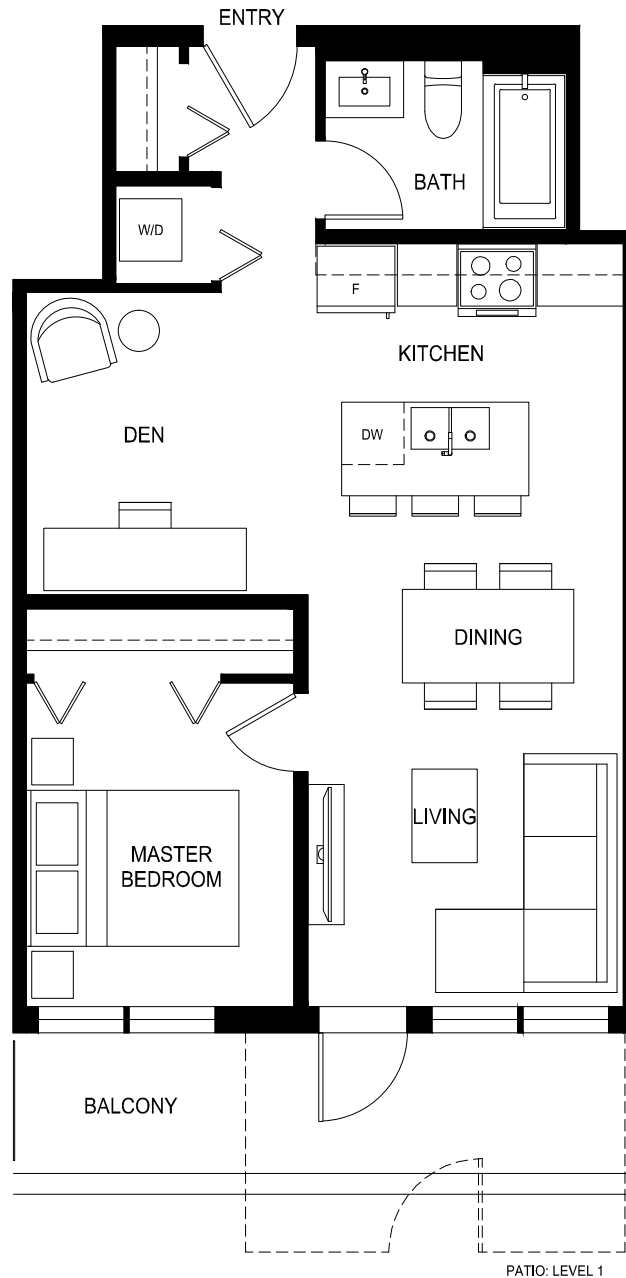 ENTRY
BATH
W/D
F
KITCHEN
DEN
DW
DINING
LIVING
MASTER
BEDROOM
BALCONY
PATIO: LEVEL 1